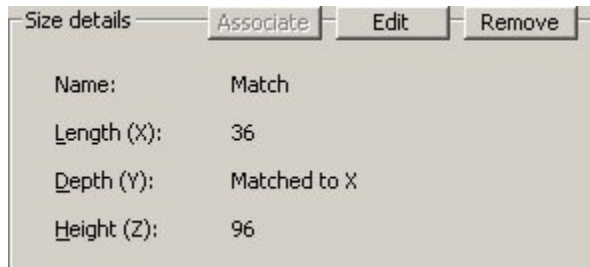 Size details Associate Edit Remove
Name: Match
Length (X): 36
Depth (Y): Matched to X
Height (Z): 96